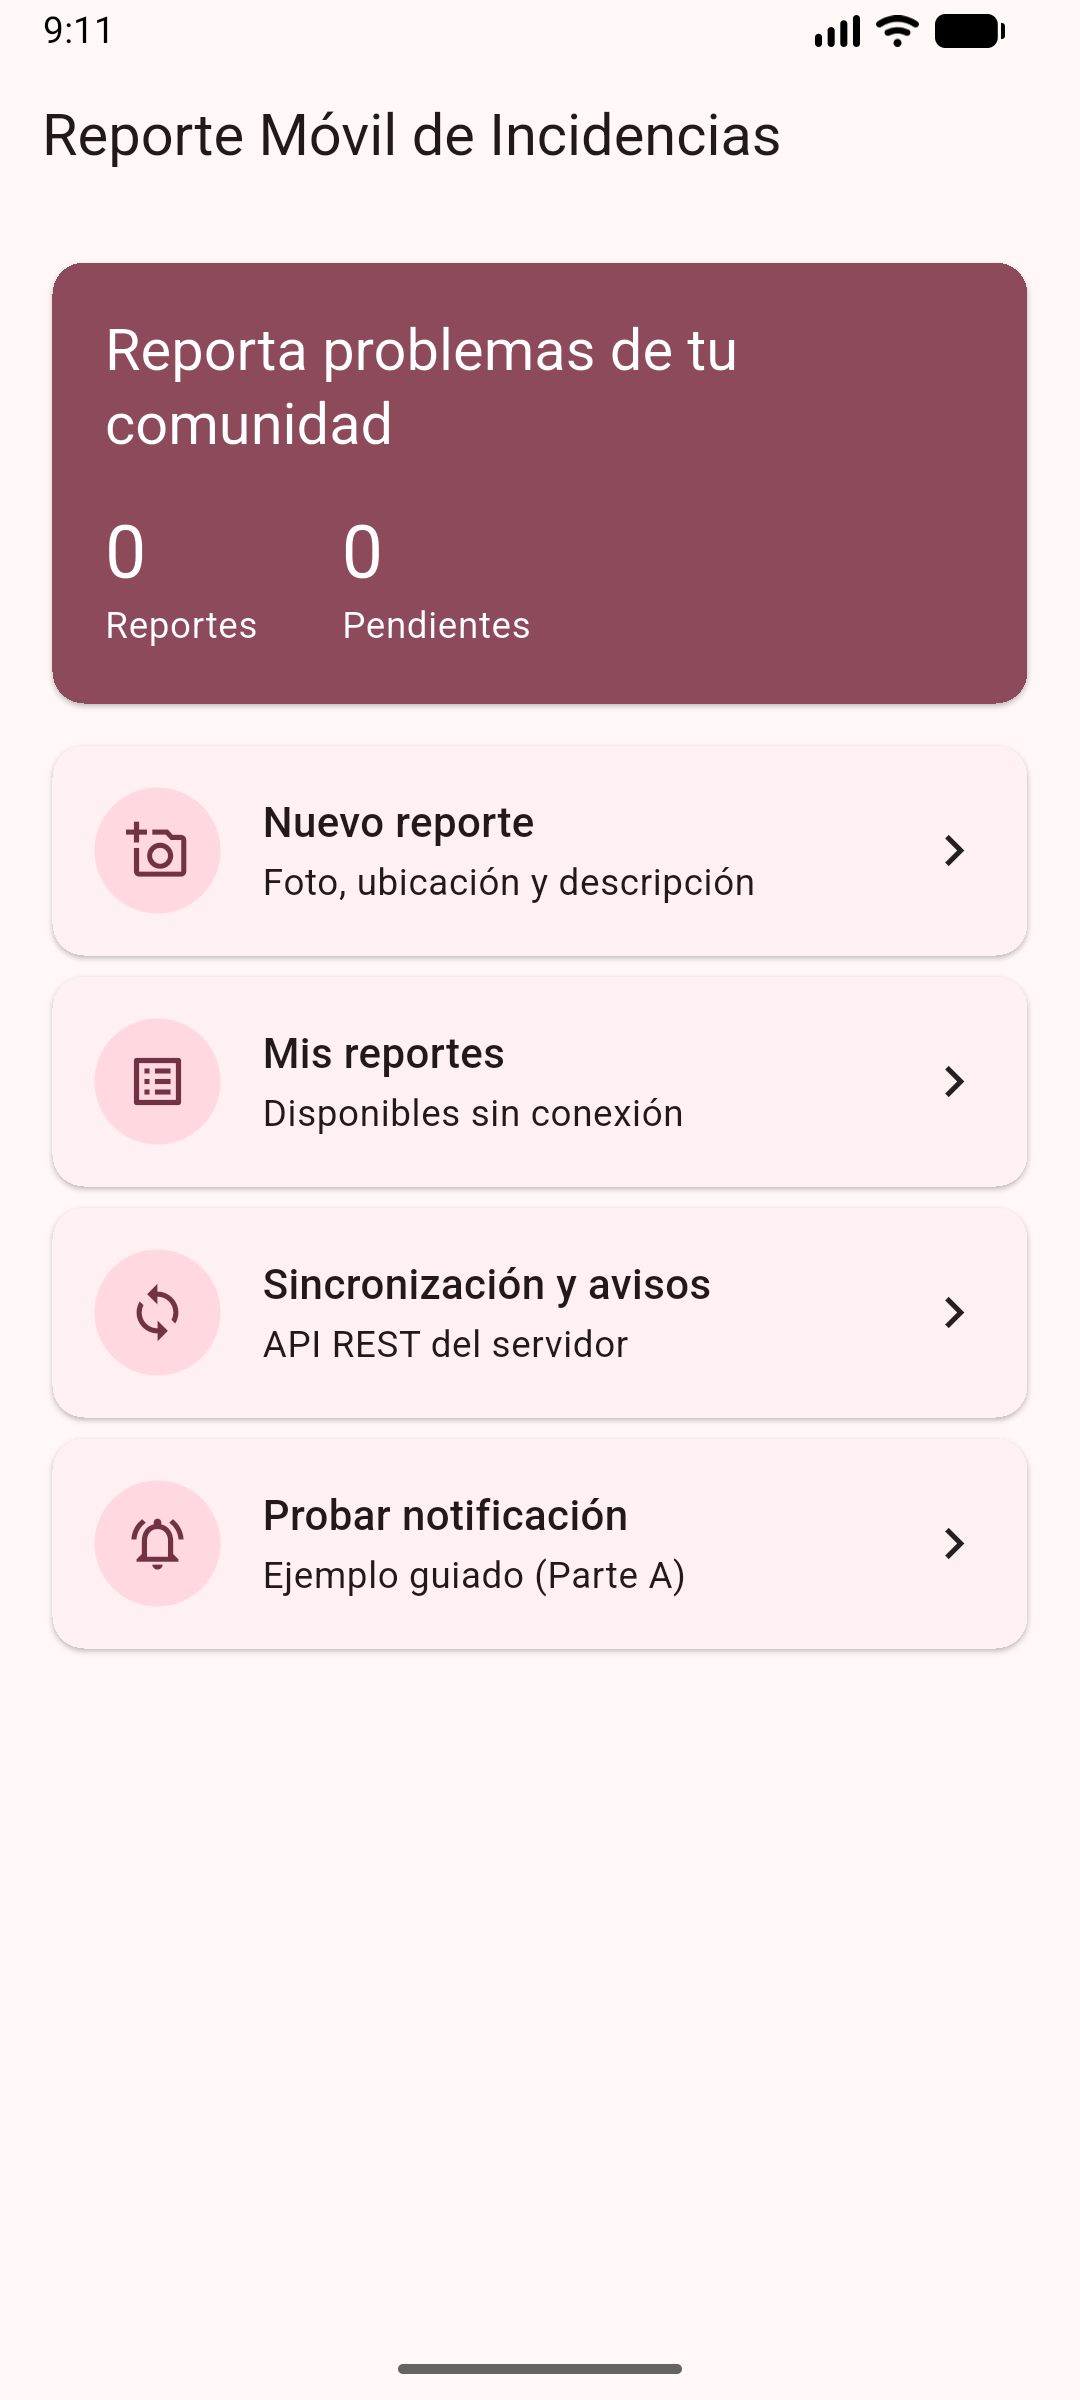 9:11
Reporte Móvil de Incidencias
Reporta problemas de tu
comunidad
0 0
Reportes Pendientes
Nuevo reporte
Foto, ubicación y descripción
Mis reportes
Disponibles sin conexión
Sincronización y avisos
API REST del servidor
Probar notificación
Ejemplo guiado (Parte A)